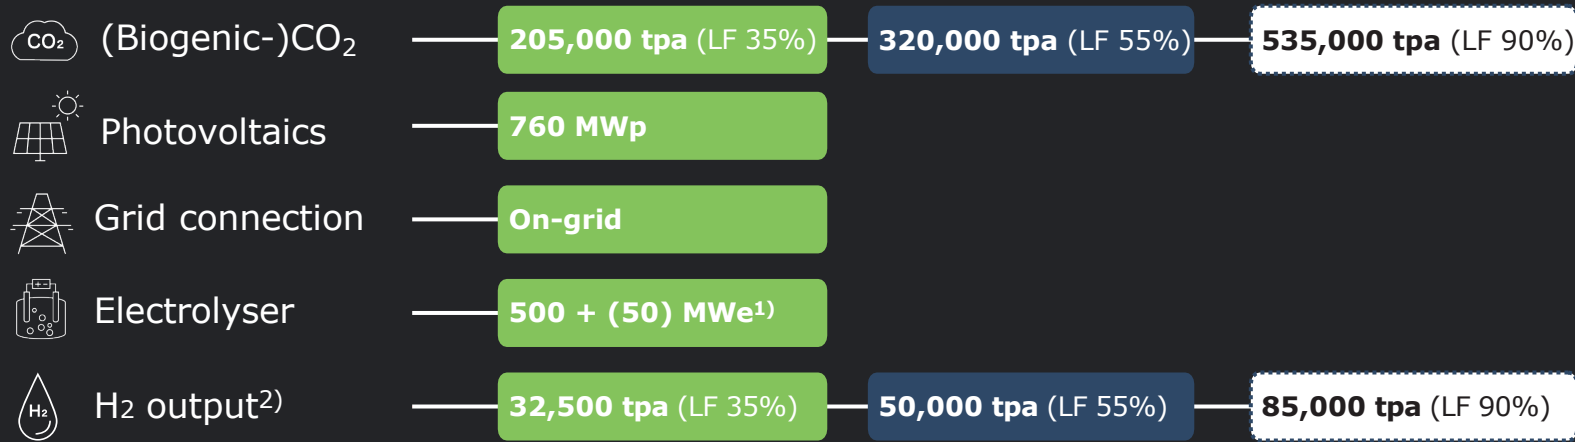 CO₂ (Biogenic-)CO₂ 205,000 tpa (LF 35%) 320,000 tpa (LF 55%) 535,000 tpa (LF 90%)
Photovoltaics 760 MWp
Grid connection On-grid
Electrolyser 500 + (50) MWe¹⁾
H₂ H2 output²⁾ 32,500 tpa (LF 35%) 50,000 tpa (LF 55%) 85,000 tpa (LF 90%)